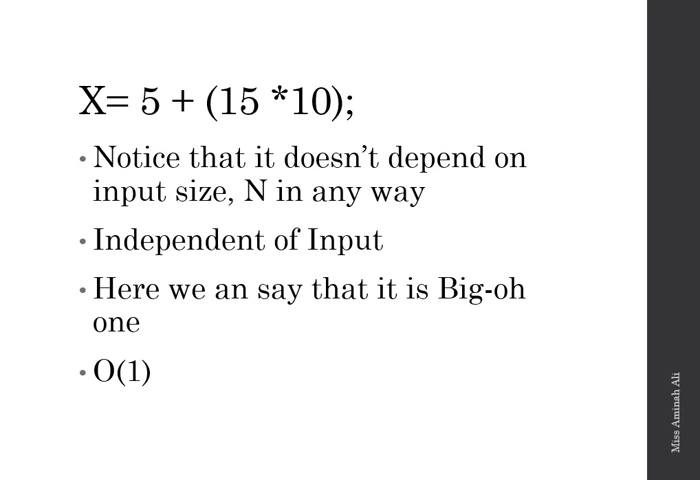 X= 5 + (15 *10);
• Notice that it doesn’t depend on
input size, N in any way
• Independent of Input
• Here we an say that it is Big-oh
one
• O(1)
Miss Aminah Ali